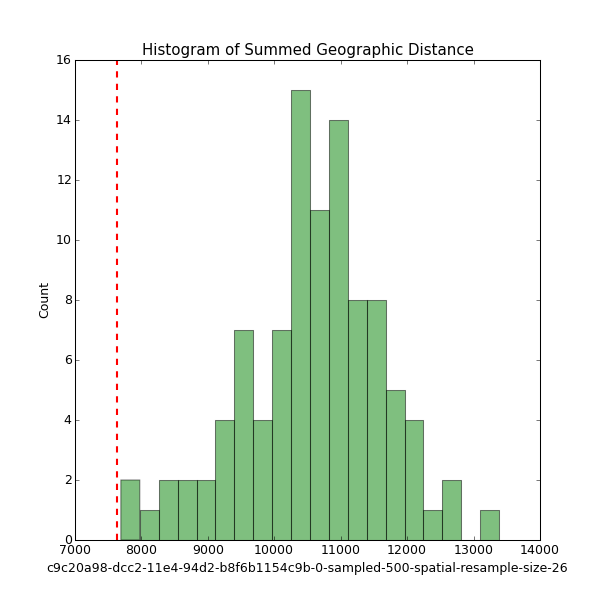 Histogram of Summed Geographic Distance
16
14
12
10
8
6
4
2
0
Count
7000 8000 9000 10000 11000 12000 13000 14000
c9c20a98-dcc2-11e4-94d2-b8f6b1154c9b-0-sampled-500-spatial-resample-size-26